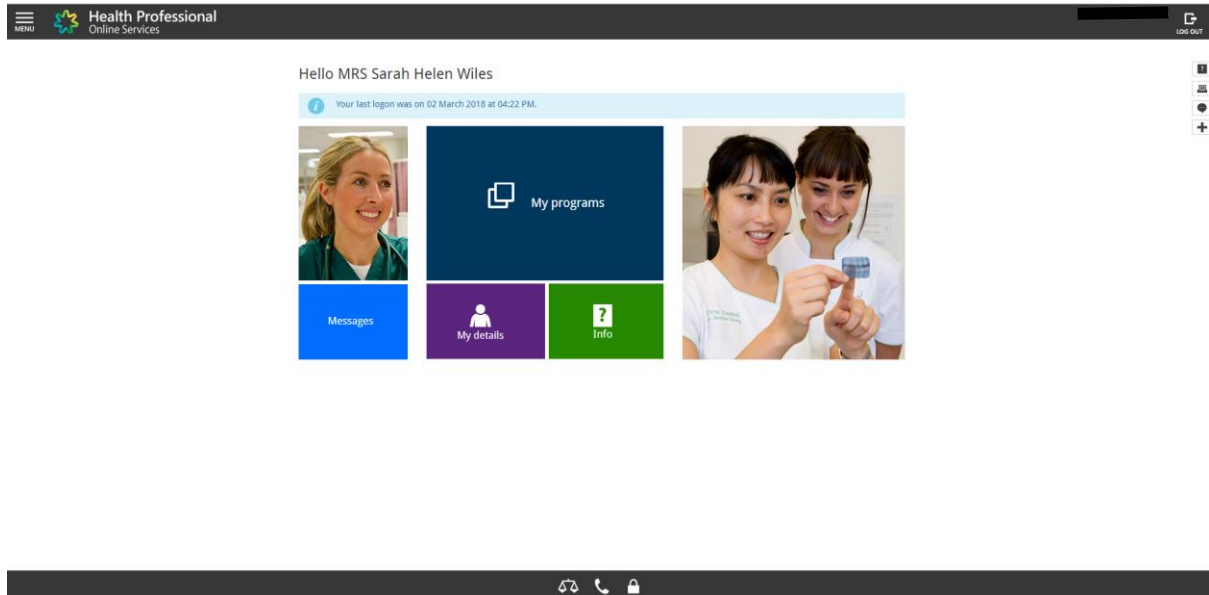 MENU
Health Professional
Online Services
LOG OUT
Hello MRS Sarah Helen Wiles
Your last logon was on 02 March 2018 at 04:22 PM.
My programs
Messages
My details
Info